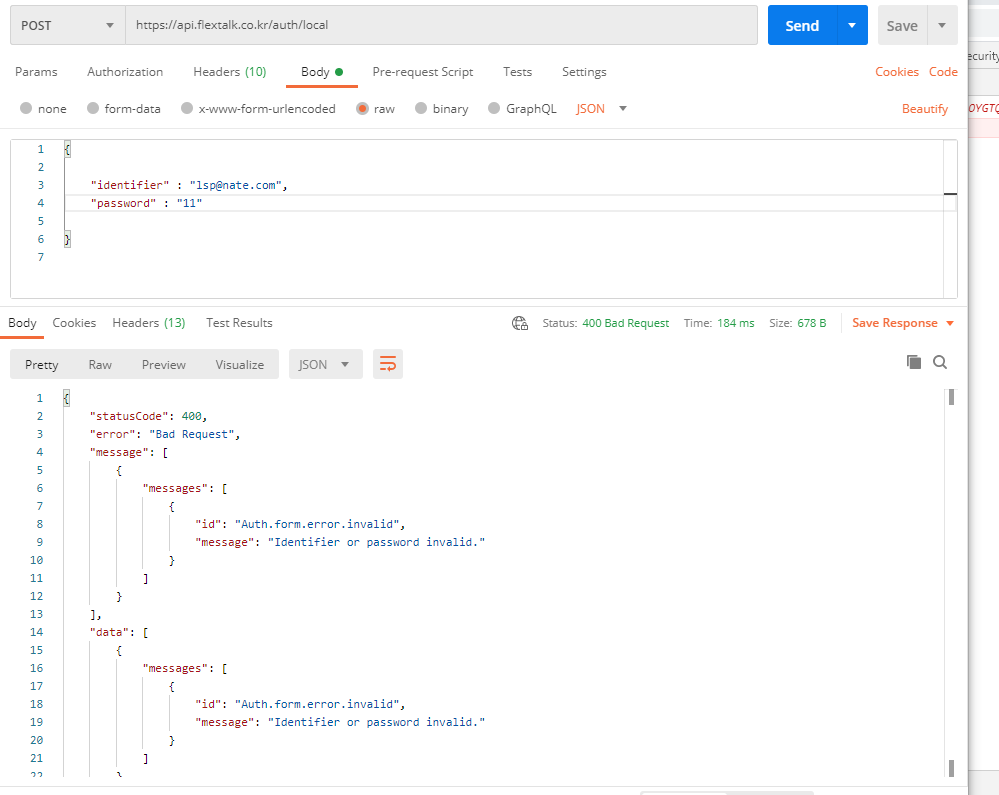 POST https://api.flextalk.co.kr/auth/local Send Save
Params Authorization Headers (10) Body Pre-request Script Tests Settings Cookies Code
none form-data x-www-form-urlencoded raw binary GraphQL JSON Beautify
1 {
2
3 "identifier" : "lsp@nate.com",
4 "password" : "11"
5
6 }
7
Body Cookies Headers (13) Test Results Status: 400 Bad Request Time: 184 ms Size: 678 B Save Response
Pretty Raw Preview Visualize JSON
1 {
2 "statusCode": 400,
3 "error": "Bad Request",
4 "message": [
5 {
6 "messages": [
7 {
8 "id": "Auth.form.error.invalid",
9 "message": "Identifier or password invalid."
10 }
11 ]
12 }
13 ],
14 "data": [
15 {
16 "messages": [
17 {
18 "id": "Auth.form.error.invalid",
19 "message": "Identifier or password invalid."
20 }
21 ]
22 }
ecurity
OYGTQ